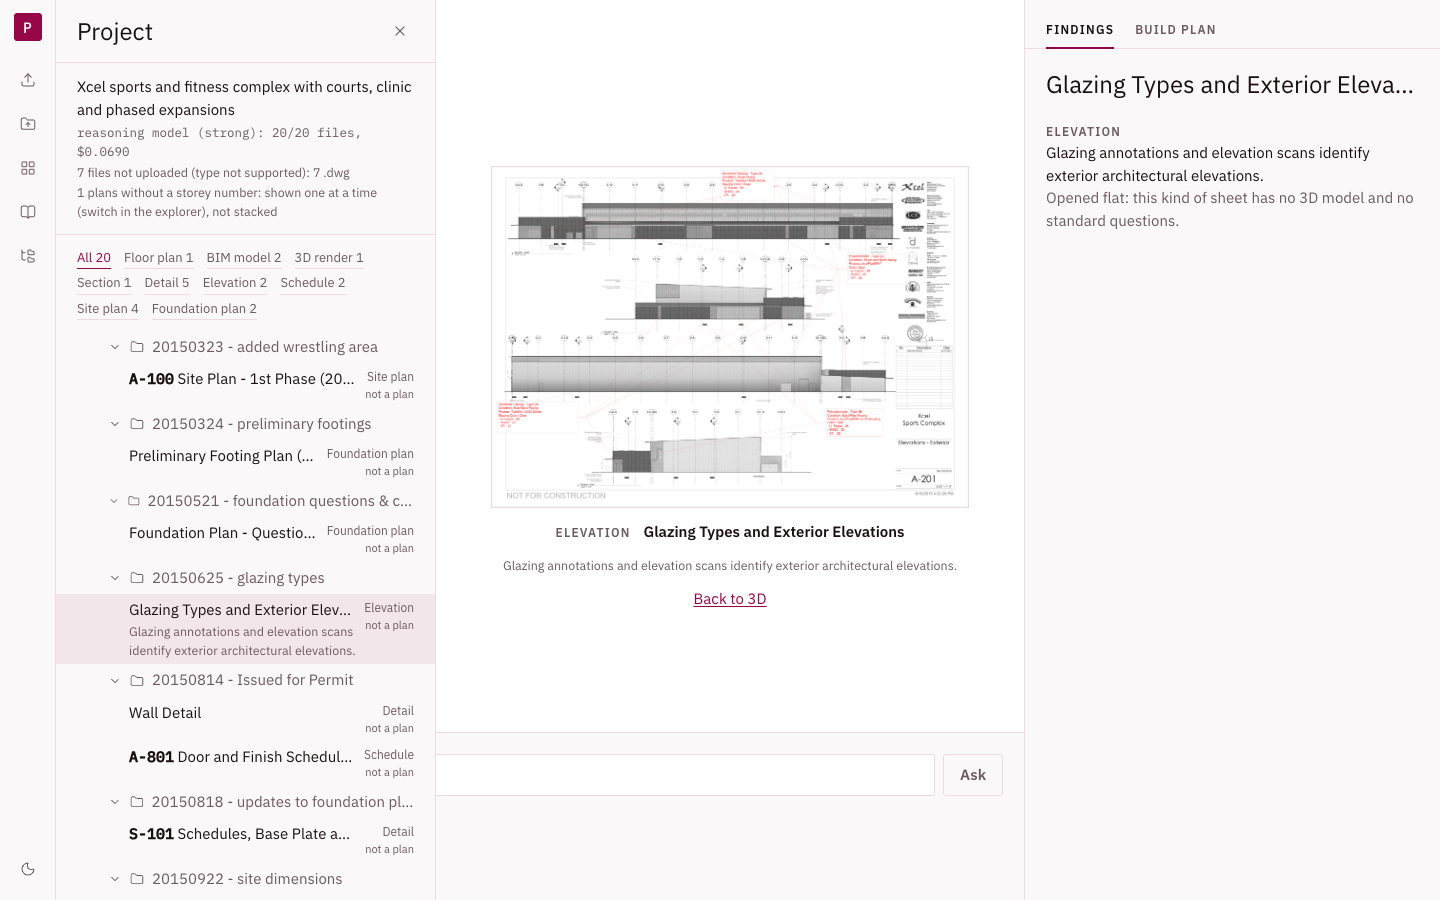 P
Project
Xcel sports and fitness complex with courts, clinic
and phased expansions
reasoning model (strong): 20/20 files,
$0.0690
7 files not uploaded (type not supported): 7 .dwg
1 plans without a storey number: shown one at a time
(switch in the explorer), not stacked
All 20 Floor plan 1 BIM model 2 3D render 1
Section 1 Detail 5 Elevation 2 Schedule 2
Site plan 4 Foundation plan 2
20150323 - added wrestling area
A-100 Site Plan - 1st Phase (20... Site plan
not a plan
20150324 - preliminary footings
Preliminary Footing Plan (... Foundation plan
not a plan
20150521 - foundation questions & c...
Foundation Plan - Questio... Foundation plan
not a plan
20150625 - glazing types
Glazing Types and Exterior Elev... Elevation
not a plan
Glazing annotations and elevation scans
identify exterior architectural elevations.
20150814 - Issued for Permit
Wall Detail Detail
not a plan
A-801 Door and Finish Schedul... Schedule
not a plan
20150818 - updates to foundation pl...
S-101 Schedules, Base Plate a... Detail
not a plan
20150922 - site dimensions
Xcel
Xcel
Sports Complex
Elevations - Exterior
A-201
NOT FOR CONSTRUCTION
ELEVATION Glazing Types and Exterior Elevations
Glazing annotations and elevation scans identify exterior architectural elevations.
Back to 3D
Ask
FINDINGS BUILD PLAN
Glazing Types and Exterior Eleva...
ELEVATION
Glazing annotations and elevation scans identify
exterior architectural elevations.
Opened flat: this kind of sheet has no 3D model and no
standard questions.